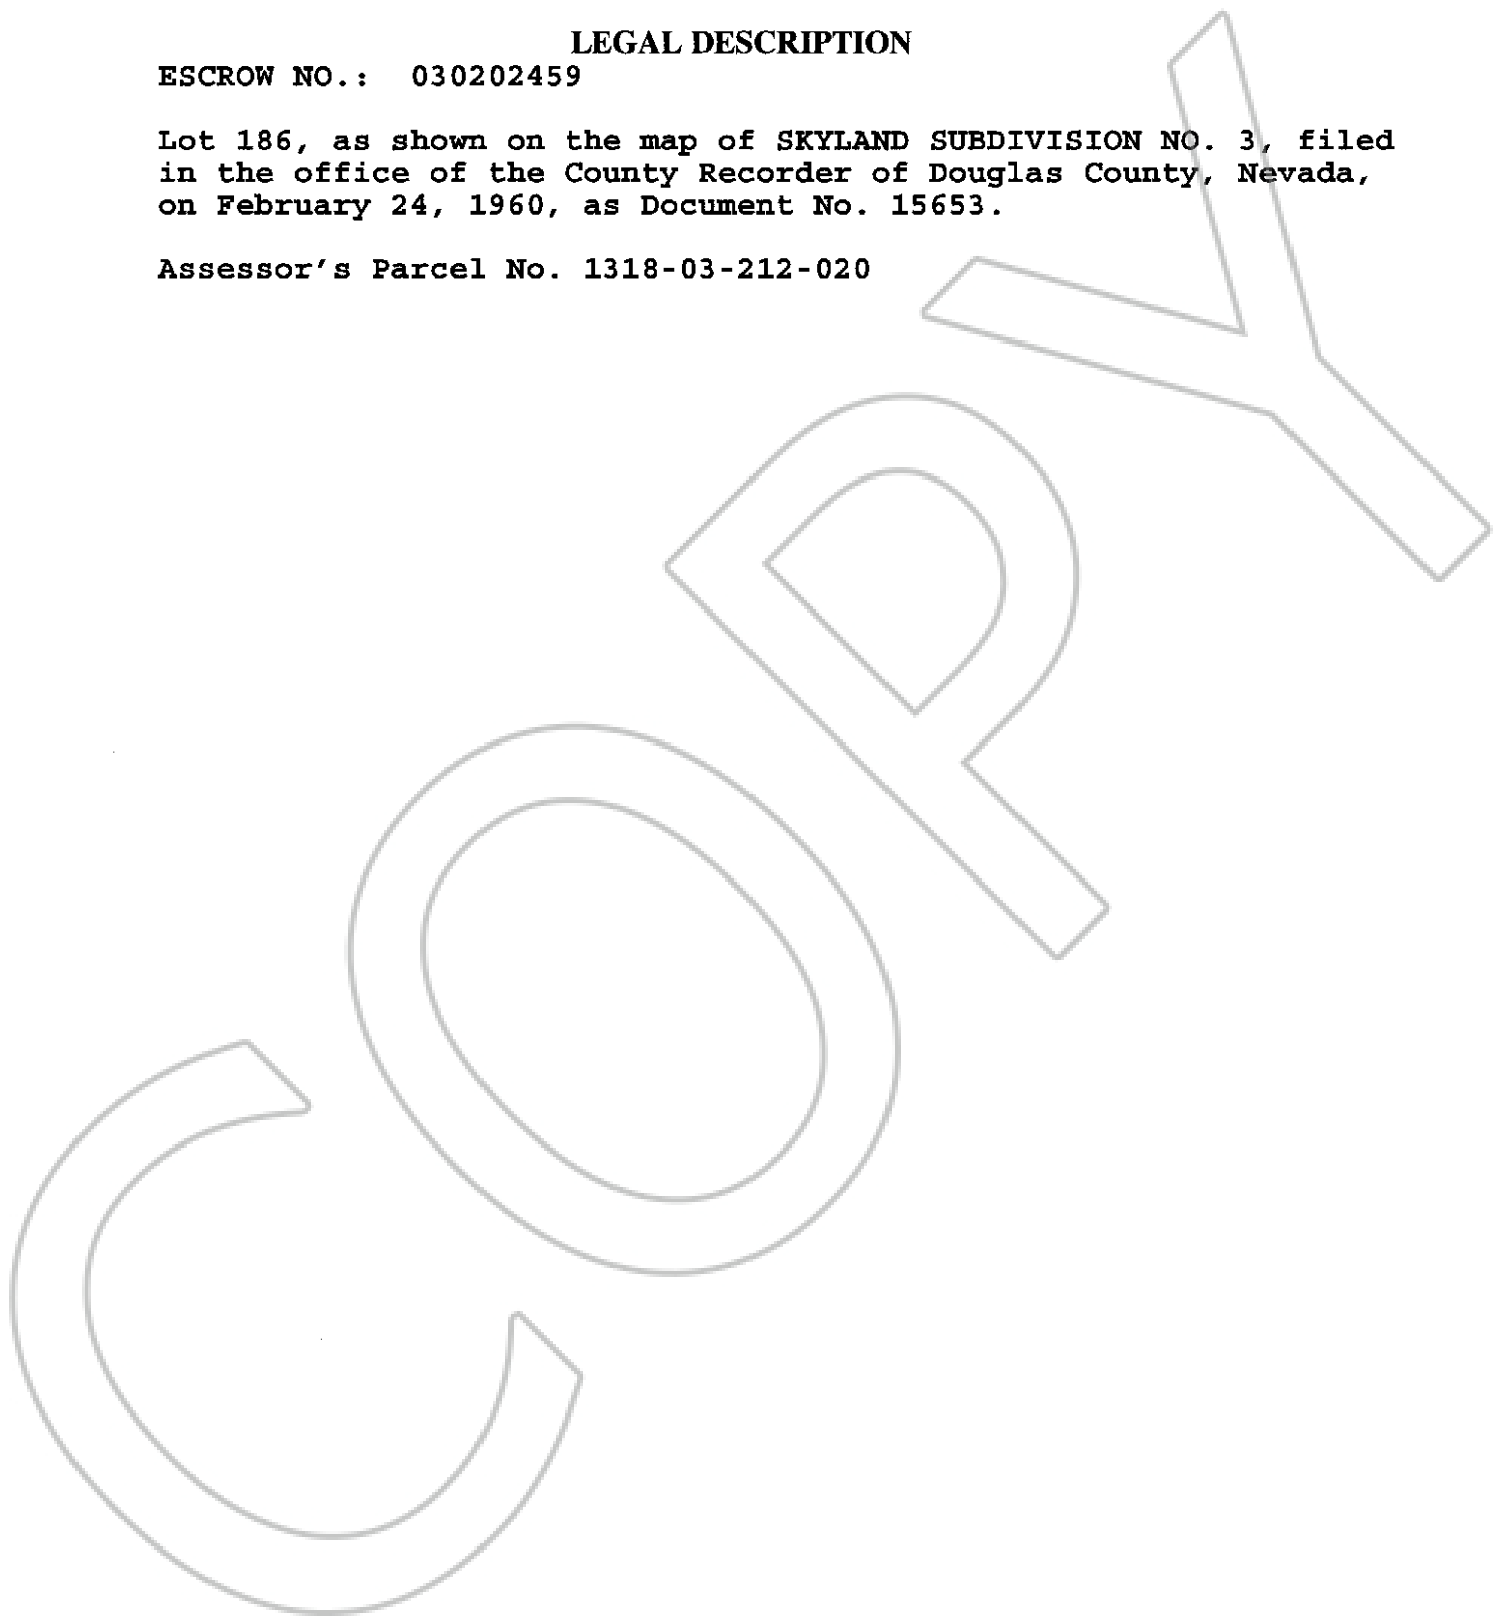 LEGAL DESCRIPTION
ESCROW NO.: 030202459
Lot 186, as shown on the map of SKYLAND SUBDIVISION NO. 3, filed
in the office of the County Recorder of Douglas County, Nevada,
on February 24, 1960, as Document No. 15653.
Assessor's Parcel No. 1318-03-212-020
COPY